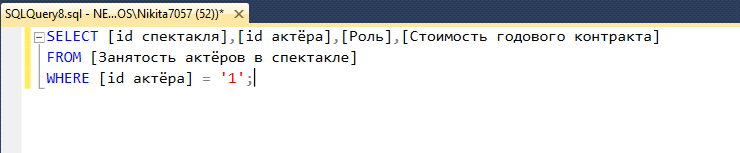 SQLQuery8.sql - NE...OS\Nikita7057 (52))* ×
SELECT [id спектакля],[id актёра],[Роль],[Стоимость годового контракта]
FROM [Занятость актёров в спектакле]
WHERE [id актёра] = '1';